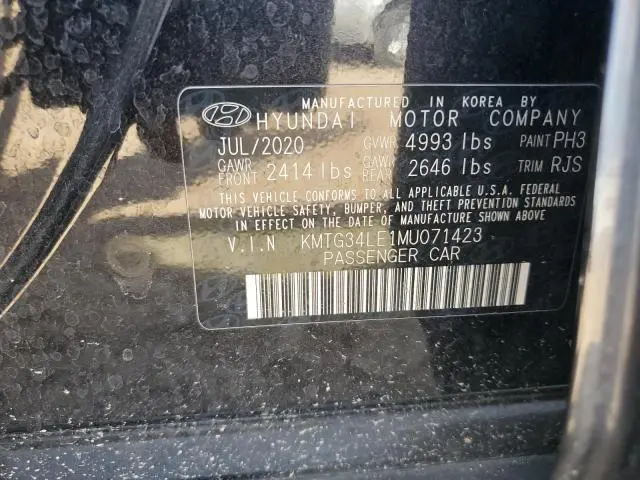 MANUFACTURED IN KOREA BY
HYUNDAI MOTOR COMPANY
JUL/2020 GVWR 4993 lbs PAINT PH3
GAWR FRONT 2414 lbs GAWR REAR 2646 lbs TRIM RJS
THIS VEHICLE CONFORMS TO ALL APPLICABLE U.S.A. FEDERAL
MOTOR VEHICLE SAFETY, BUMPER, AND THEFT PREVENTION STANDARDS
IN EFFECT ON THE DATE OF MANUFACTURE SHOWN ABOVE
V.I.N KMTG34LE1MU071423
PASSENGER CAR